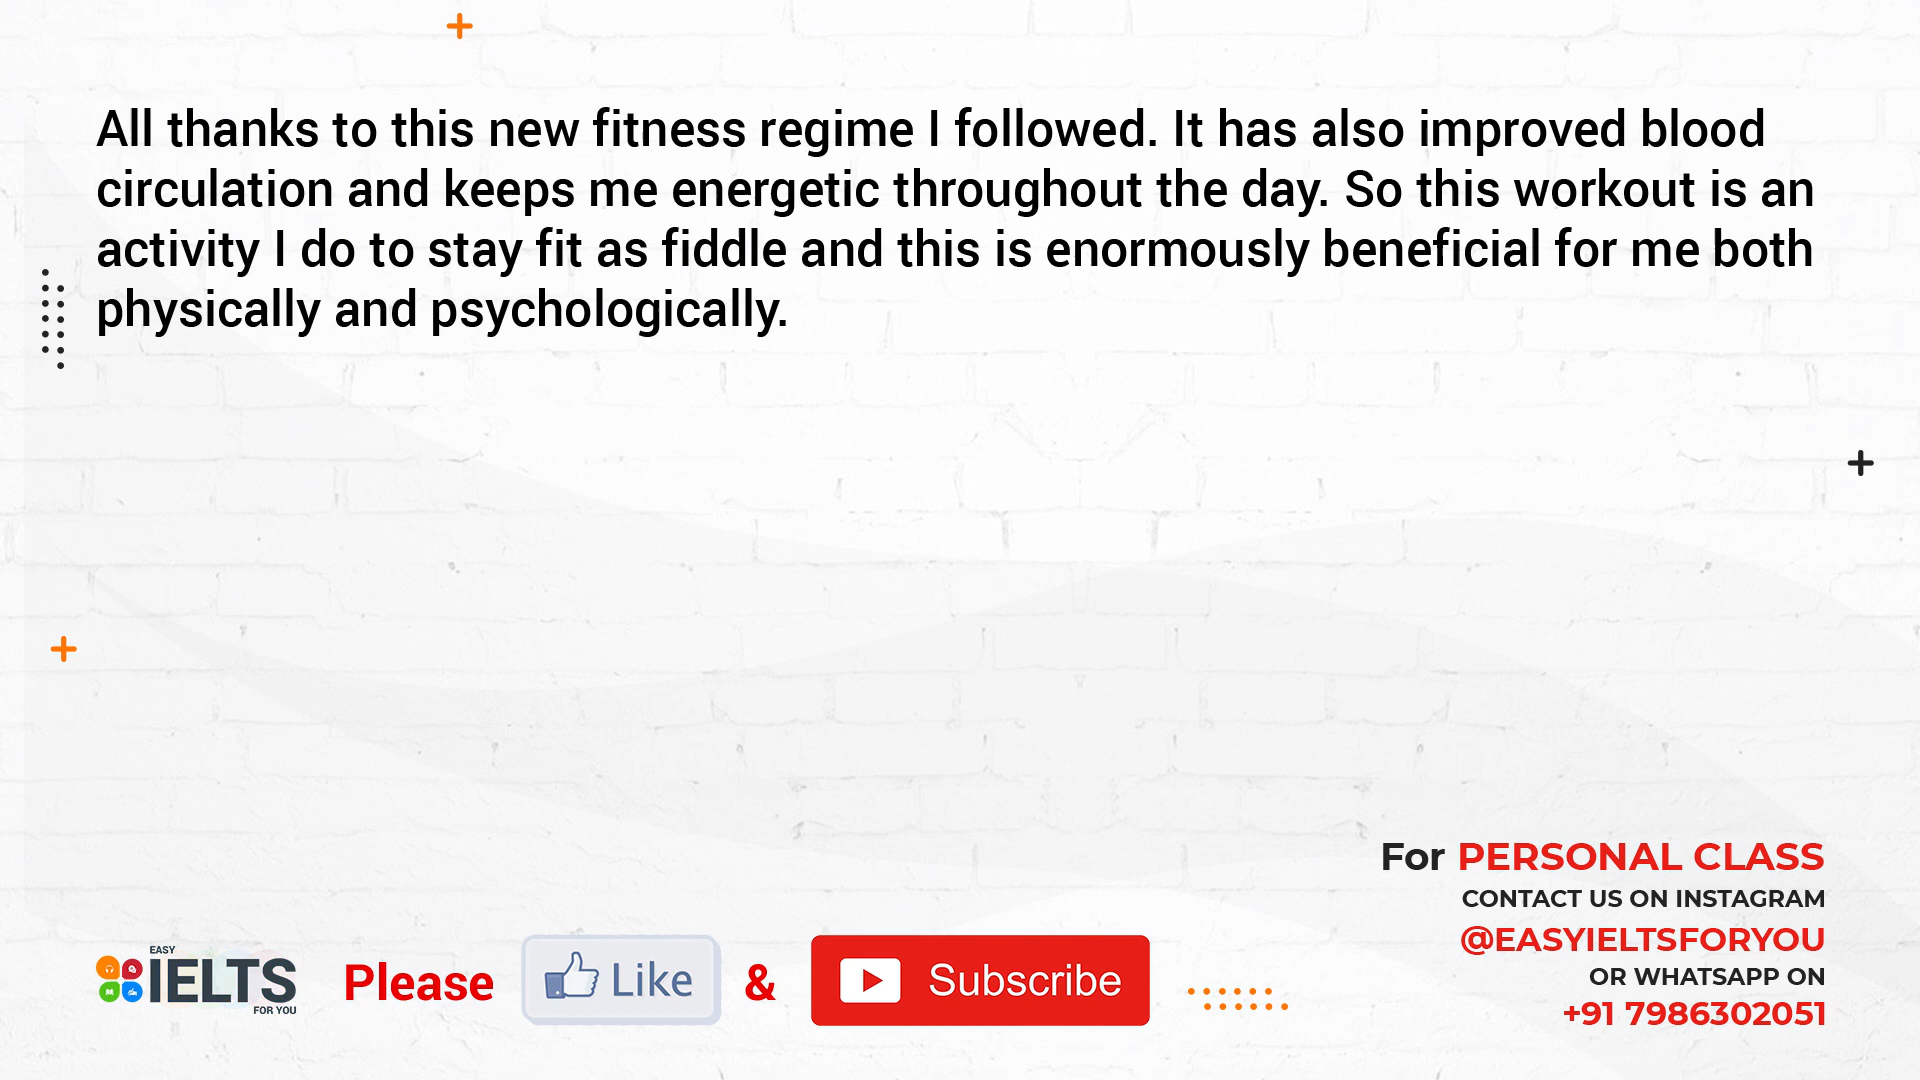 All thanks to this new fitness regime I followed. It has also improved blood
circulation and keeps me energetic throughout the day. So this workout is an
activity I do to stay fit as fiddle and this is enormously beneficial for me both
physically and psychologically.
For PERSONAL CLASS
CONTACT US ON INSTAGRAM
@EASYIELTSFORYOU
OR WHATSAPP ON
+91 7986302051
EASY
IELTS
FOR YOU
Please Like & Subscribe